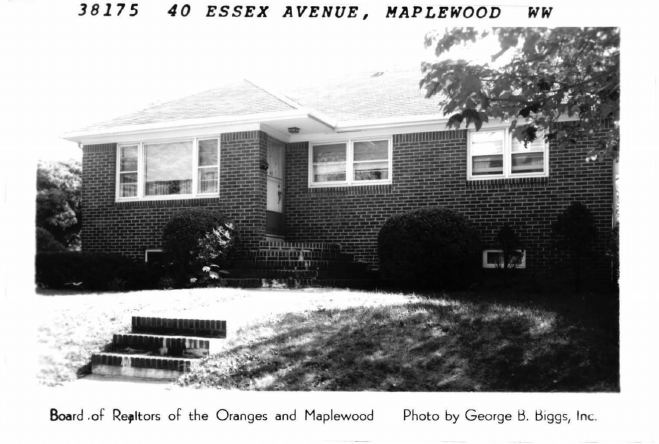 38175 40 ESSEX AVENUE, MAPLEWOOD WW
Board of Realtors of the Oranges and Maplewood Photo by George B. Biggs, Inc.